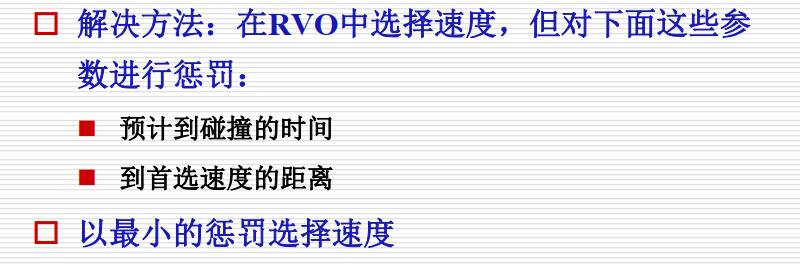 解决方法：在RVO中选择速度，但对下面这些参
数进行惩罚：
预计到碰撞的时间
到首选速度的距离
以最小的惩罚选择速度